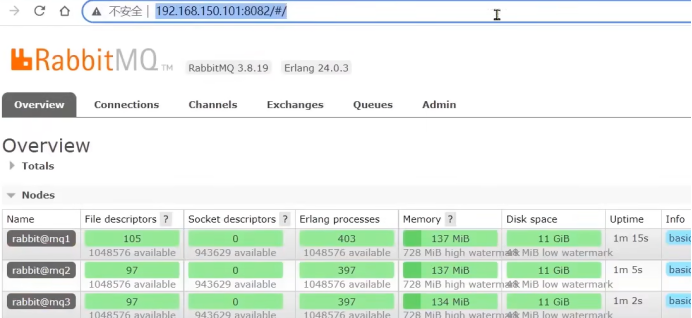 不安全 | 192.168.150.101:8082/#/
RabbitMQ TM RabbitMQ 3.8.19 Erlang 24.0.3
Overview Connections Channels Exchanges Queues Admin
Overview
Totals
Nodes
Name File descriptors ? Socket descriptors ? Erlang processes Memory ? Disk space Uptime Info
rabbit@mq1 105 0 403 137 MiB 11 GiB 1m 15s basic
1048576 available 943629 available 1048576 available 728 MiB high watermark 48 MiB low watermark
rabbit@mq2 97 0 397 137 MiB 11 GiB 1m 5s basic
1048576 available 943629 available 1048576 available 728 MiB high watermark 48 MiB low watermark
rabbit@mq3 97 0 397 134 MiB 11 GiB 1m 2s basic
1048576 available 943629 available 1048576 available 728 MiB high watermark 48 MiB low watermark